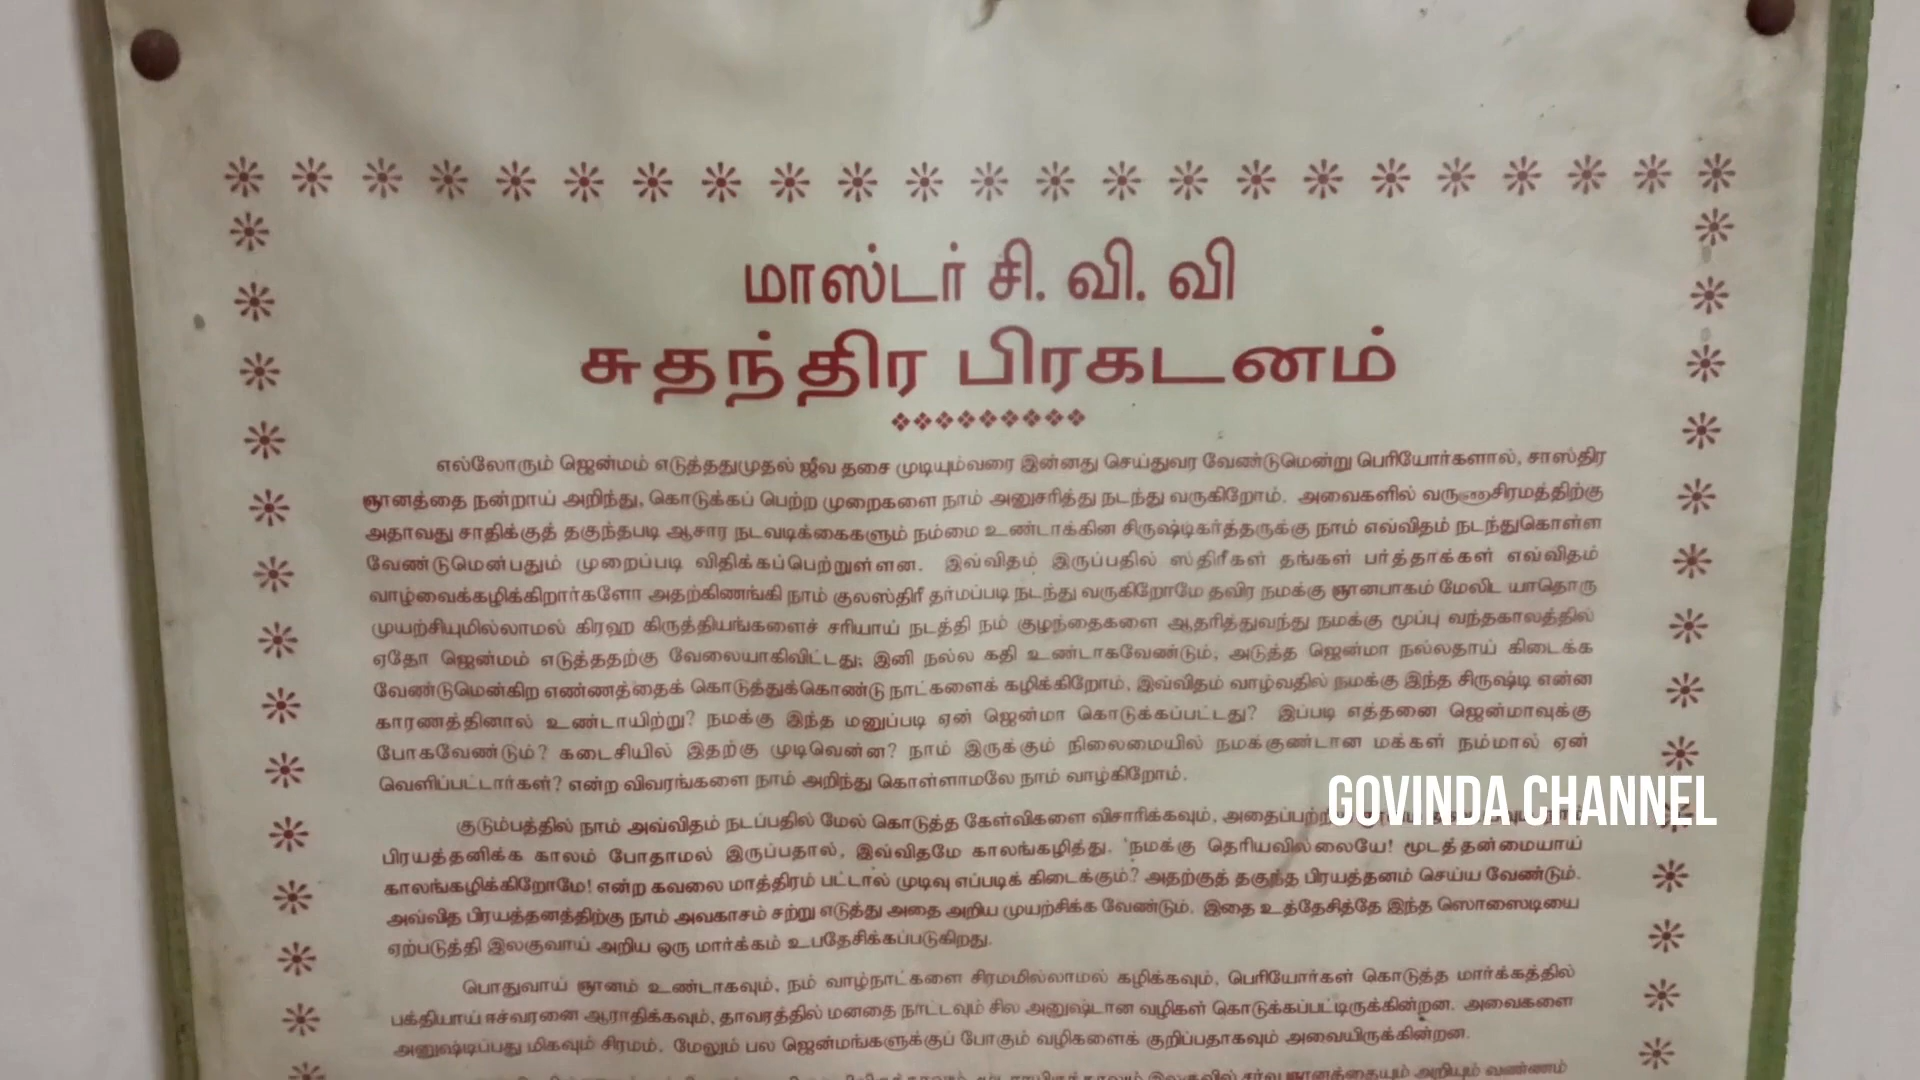 மாஸ்டர் சி. வி. வி
சுதந்திர பிரகடனம்
எல்லோரும் ஜென்மம் எடுத்ததுமுதல் ஜீவ தசை முடியும்வரை இன்னது செய்துவர வேண்டுமென்று பெரியோர்களால், சாஸ்திர
ஞானத்தை நன்றாய் அறிந்து, கொடுக்கப் பெற்ற முறைகளை நாம் அனுசரித்து நடந்து வருகிறோம். அவைகளில்
அதாவது சாதிக்குத் தகுந்தபடி ஆசார நடவடிக்கைகளும் நம்மை உண்டாக்கின சிருஷ்டிகர்த்தருக்கு நாம் எவ்விதம் நடந்துகொள்ள
வேண்டுமென்பதும் முறைப்படி விதிக்கப்பெற்றுள்ளன. இவ்விதம் இருப்பதில் ஸ்திரீகள் தங்கள் பர்த்தாக்கள் எவ்விதம்
வாழ்வைக்கழிக்கிறார்களோ அதற்கிணங்கி நாம் குலஸ்திரீ தர்மப்படி நடந்து வருகிறோமே தவிர நமக்கு ஞானபாகம் மேலிட யாதொரு
முயற்சியுமில்லாமல் கிரஹ கிருத்தியங்களைச் சரியாய் நடத்தி நம் குழந்தைகளை ஆதரித்துவந்து நமக்கு மூப்பு வந்தகாலத்தில்
ஏதோ ஜென்மம் எடுத்ததற்கு வேலையாகிவிட்டது; இனி நல்ல கதி உண்டாகவேண்டும், அடுத்த ஜென்மா நல்லதாய் கிடைக்க
வேண்டுமென்கிற எண்ணத்தைக் கொடுத்துக்கொண்டு நாட்களைக் கழிக்கிறோம், இவ்விதம் வாழ்வதில் நமக்கு இந்த சிருஷ்டி என்ன
காரணத்தினால் உண்டாயிற்று? நமக்கு இந்த மனுப்படி ஏன் ஜென்மா கொடுக்கப்பட்டது? இப்படி எத்தனை ஜென்மாவுக்கு
போகவேண்டும்? கடைசியில் இதற்கு முடிவென்ன? நாம் இருக்கும் நிலைமையில் நமக்குண்டான மக்கள் நம்மால் ஏன்
வெளிப்பட்டார்கள்? என்ற விவரங்களை நாம் அறிந்து கொள்ளாமலே நாம் வாழ்கிறோம்.
GOVINDA CHANNEL
குடும்பத்தில் நாம் அவ்விதம் நடப்பதில் மேல் கொடுத்த கேள்விகளை விசாரிக்கவும்,
பிரயத்தனிக்க காலம் போதாமல் இருப்பதால், இவ்விதமே காலங்கழித்து. 'நமக்கு தெரியவில்லையே! மூடத்தன்மையாய்
காலங்கழிக்கிறோமே! என்ற கவலை மாத்திரம் பட்டால் முடிவு எப்படிக் கிடைக்கும்? அதற்குத் தகுந்த பிரயத்தனம் செய்ய வேண்டும்.
அவ்வித பிரயத்தனத்திற்கு நாம் அவகாசம் சற்று எடுத்து அதை அறிய முயற்சிக்க வேண்டும். இதை உத்தேசித்தே இந்த ஸொஸைடியை
ஏற்படுத்தி இலகுவாய் அறிய ஒரு மார்க்கம் உபதேசிக்கப்படுகிறது.
பொதுவாய் ஞானம் உண்டாகவும், நம் வாழ்நாட்களை சிரமமில்லாமல் கழிக்கவும், பெரியோர்கள் கொடுத்த மார்க்கத்தில்
பக்தியாய் ஈச்வரனை ஆராதிக்கவும், தாவரத்தில் மனதை நாட்டவும் சில அனுஷ்டான வழிகள் கொடுக்கப்பட்டிருக்கின்றன. அவைகளை
அனுஷ்டிப்பது மிகவும் சிரமம். மேலும் பல ஜென்மங்களுக்குப் போகும் வழிகளைக் குறிப்பதாகவும் அவையிருக்கின்றன.